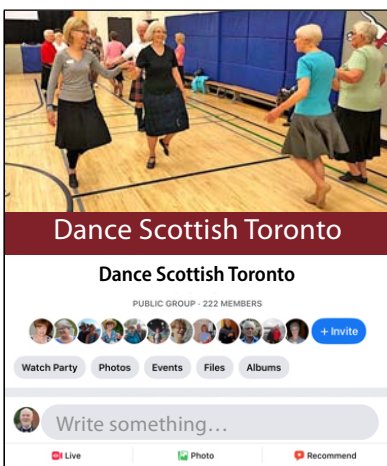 Dance Scottish Toronto
Dance Scottish Toronto
PUBLIC GROUP · 222 MEMBERS
+ Invite
Watch Party Photos Events Files Albums
Write something…
Live Photo Recommend